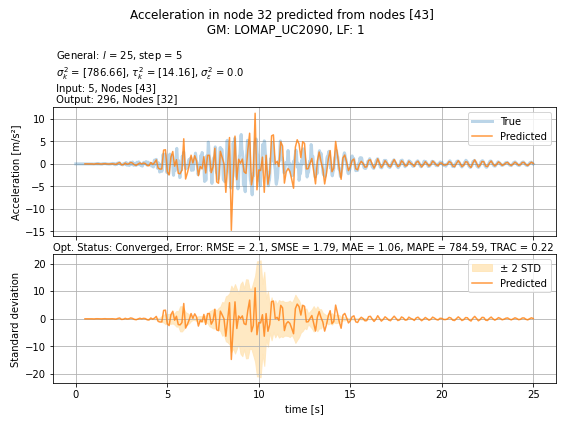 Acceleration in node 32 predicted from nodes [43]
GM: LOMAP_UC2090, LF: 1
General: l = 25, step = 5
σ_k^2 = [786.66], τ_k^2 = [14.16], σ_ε^2 = 0.0
Input: 5, Nodes [43]
Output: 296, Nodes [32]
10
5
0
−5
−10
−15
Acceleration [m/s²]
True
Predicted
Opt. Status: Converged, Error: RMSE = 2.1, SMSE = 1.79, MAE = 1.06, MAPE = 784.59, TRAC = 0.22
20
10
0
−10
−20
Standard deviation
± 2 STD
Predicted
0 5 10 15 20 25
time [s]